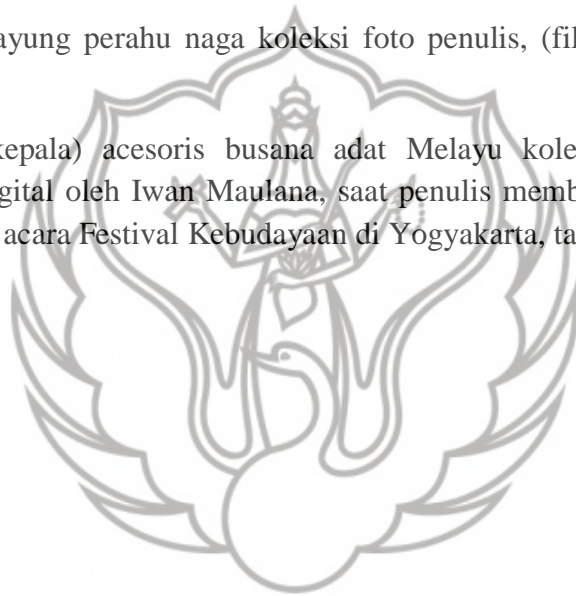 ayung perahu naga koleksi foto penulis, (fil
kepala) acesoris busana adat Melayu kole
gital oleh Iwan Maulana, saat penulis memb
acara Festival Kebudayaan di Yogyakarta, ta